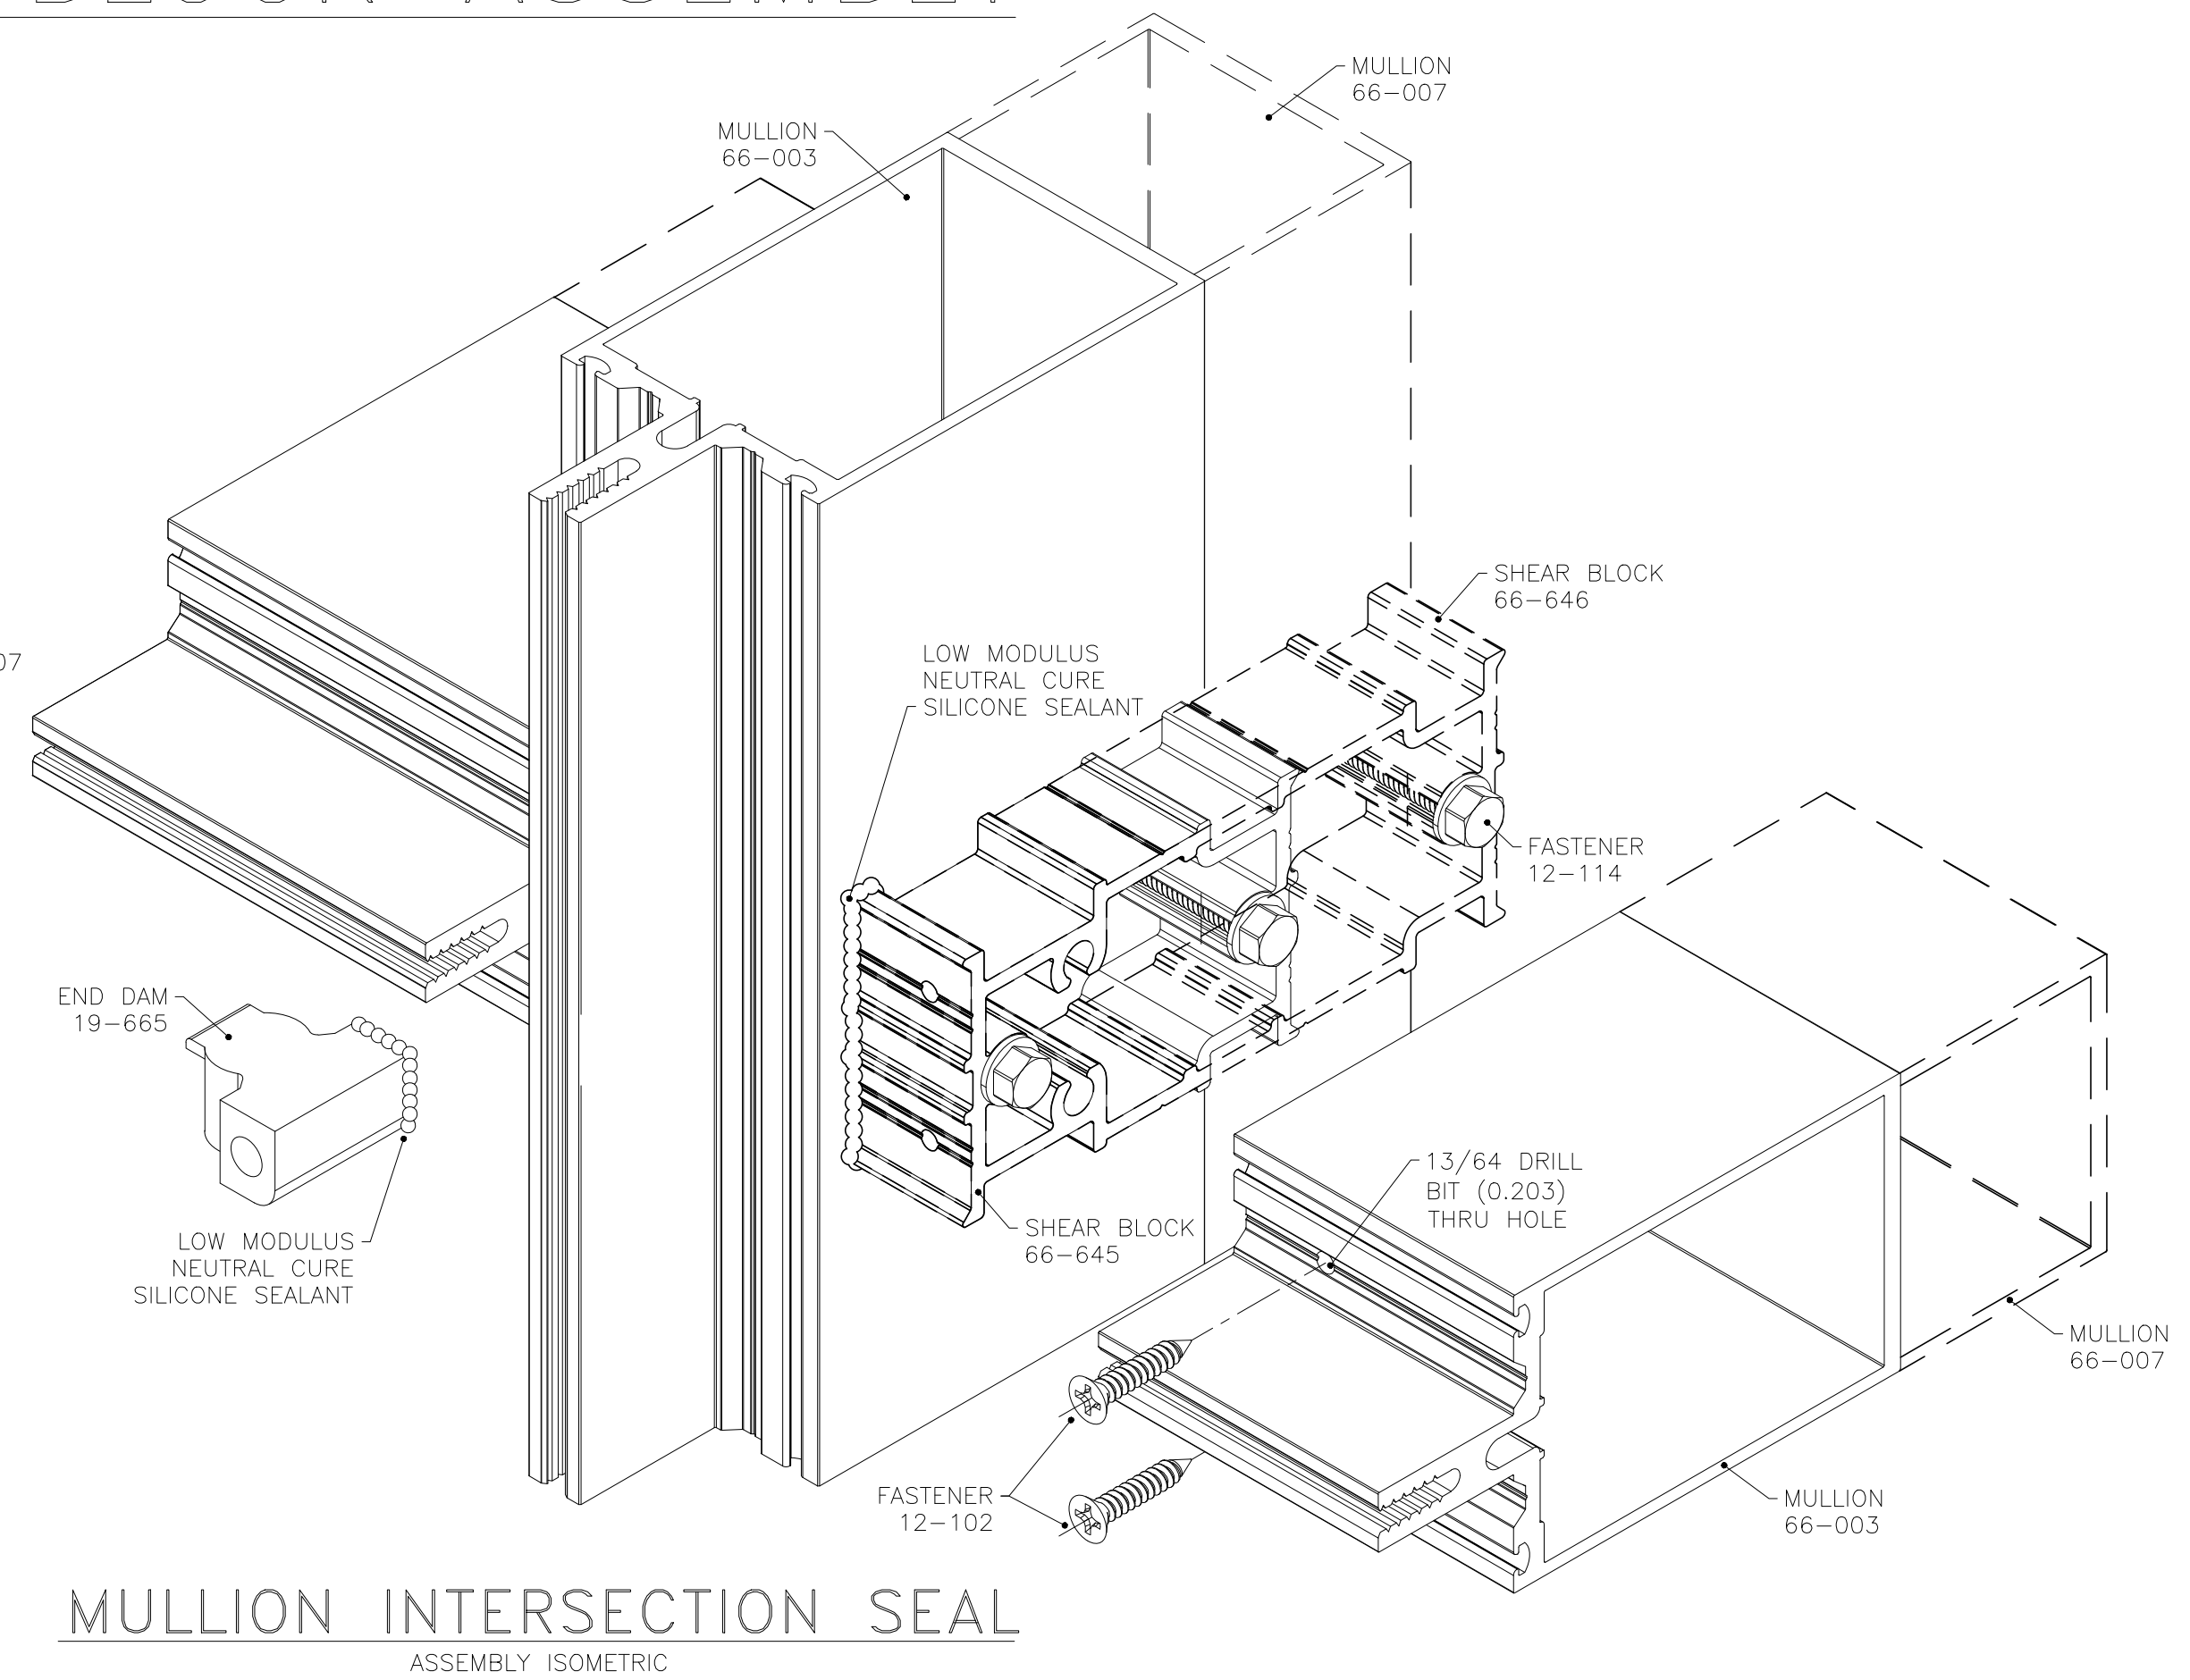 MULLION
66-007
MULLION
66-003
SHEAR BLOCK
66-646
LOW MODULUS
NEUTRAL CURE
SILICONE SEALANT
07
FASTENER
12-114
END DAM
19-665
13/64 DRILL
BIT (0.203)
THRU HOLE
SHEAR BLOCK
66-645
LOW MODULUS
NEUTRAL CURE
SILICONE SEALANT
MULLION
66-007
FASTENER
12-102
MULLION
66-003
MULLION INTERSECTION SEAL
ASSEMBLY ISOMETRIC